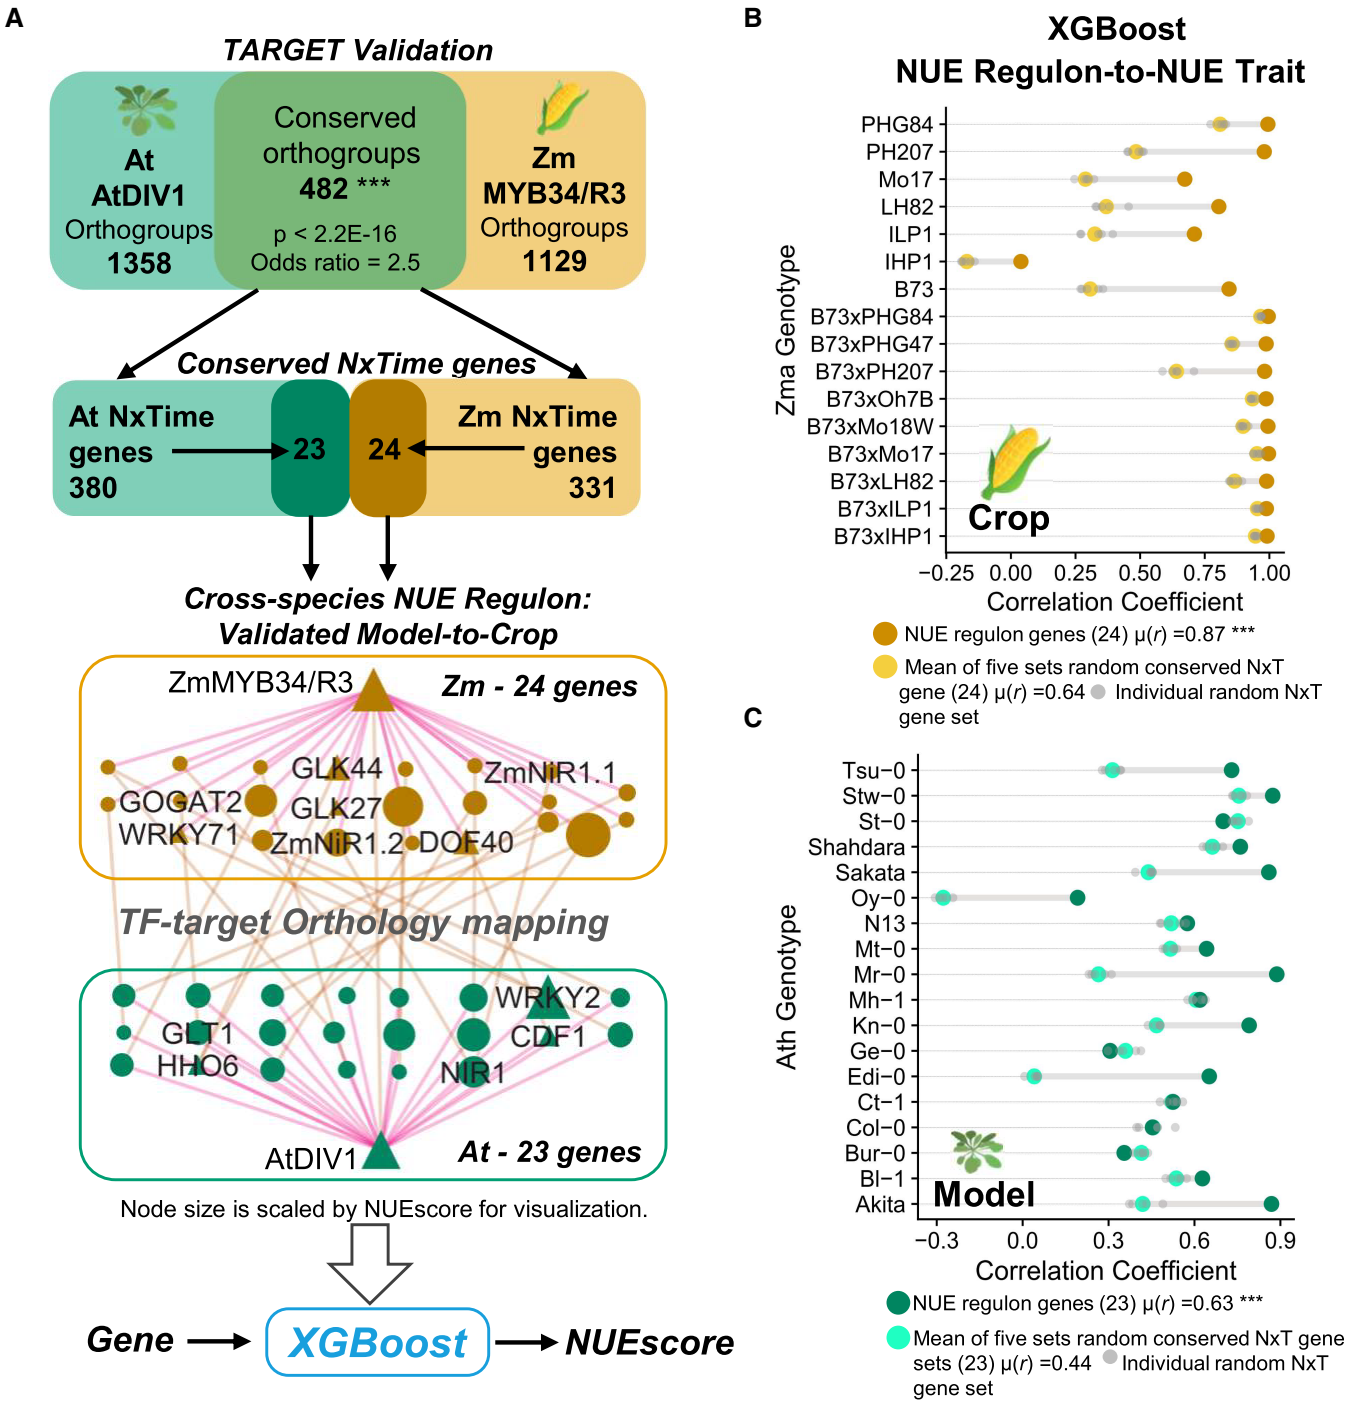 A
TARGET Validation
At
AtDIV1
Orthogroups
1358
Conserved
orthogroups
482 ***
p < 2.2E-16
Odds ratio = 2.5
Zm
MYB34/R3
Orthogroups
1129
Conserved NxTime genes
At NxTime
genes
380
23
24
Zm NxTime
genes
331
Cross-species NUE Regulon:
Validated Model-to-Crop
ZmMYB34/R3
Zm - 24 genes
GLK44
ZmNiR1.1
GOGAT2
GLK27
WRKY71
ZmNiR1.2
DOF40
TF-target Orthology mapping
WRKY2
GLT1
CDF1
HHO6
NIR1
AtDIV1
At - 23 genes
Node size is scaled by NUEscore for visualization.
Gene
XGBoost
NUEscore
B
XGBoost
NUE Regulon-to-NUE Trait
Zma Genotype
PHG84
PH207
Mo17
LH82
ILP1
IHP1
B73
B73xPHG84
B73xPHG47
B73xPH207
B73xOh7B
B73xMo18W
B73xMo17
B73xLH82
B73xILP1
B73xIHP1
Crop
−0.25 0.00 0.25 0.50 0.75 1.00
Correlation Coefficient
NUE regulon genes (24) μ(r) =0.87 ***
Mean of five sets random conserved NxT
gene (24) μ(r) =0.64 Individual random NxT
gene set
C
Ath Genotype
Tsu−0
Stw−0
St−0
Shahdara
Sakata
Oy−0
N13
Mt−0
Mr−0
Mh−1
Kn−0
Ge−0
Edi−0
Ct−1
Col−0
Bur−0
Bl−1
Akita
Model
−0.3 0.0 0.3 0.6 0.9
Correlation Coefficient
NUE regulon genes (23) μ(r) =0.63 ***
Mean of five sets random conserved NxT gene
sets (23) μ(r) =0.44 Individual random NxT
gene set